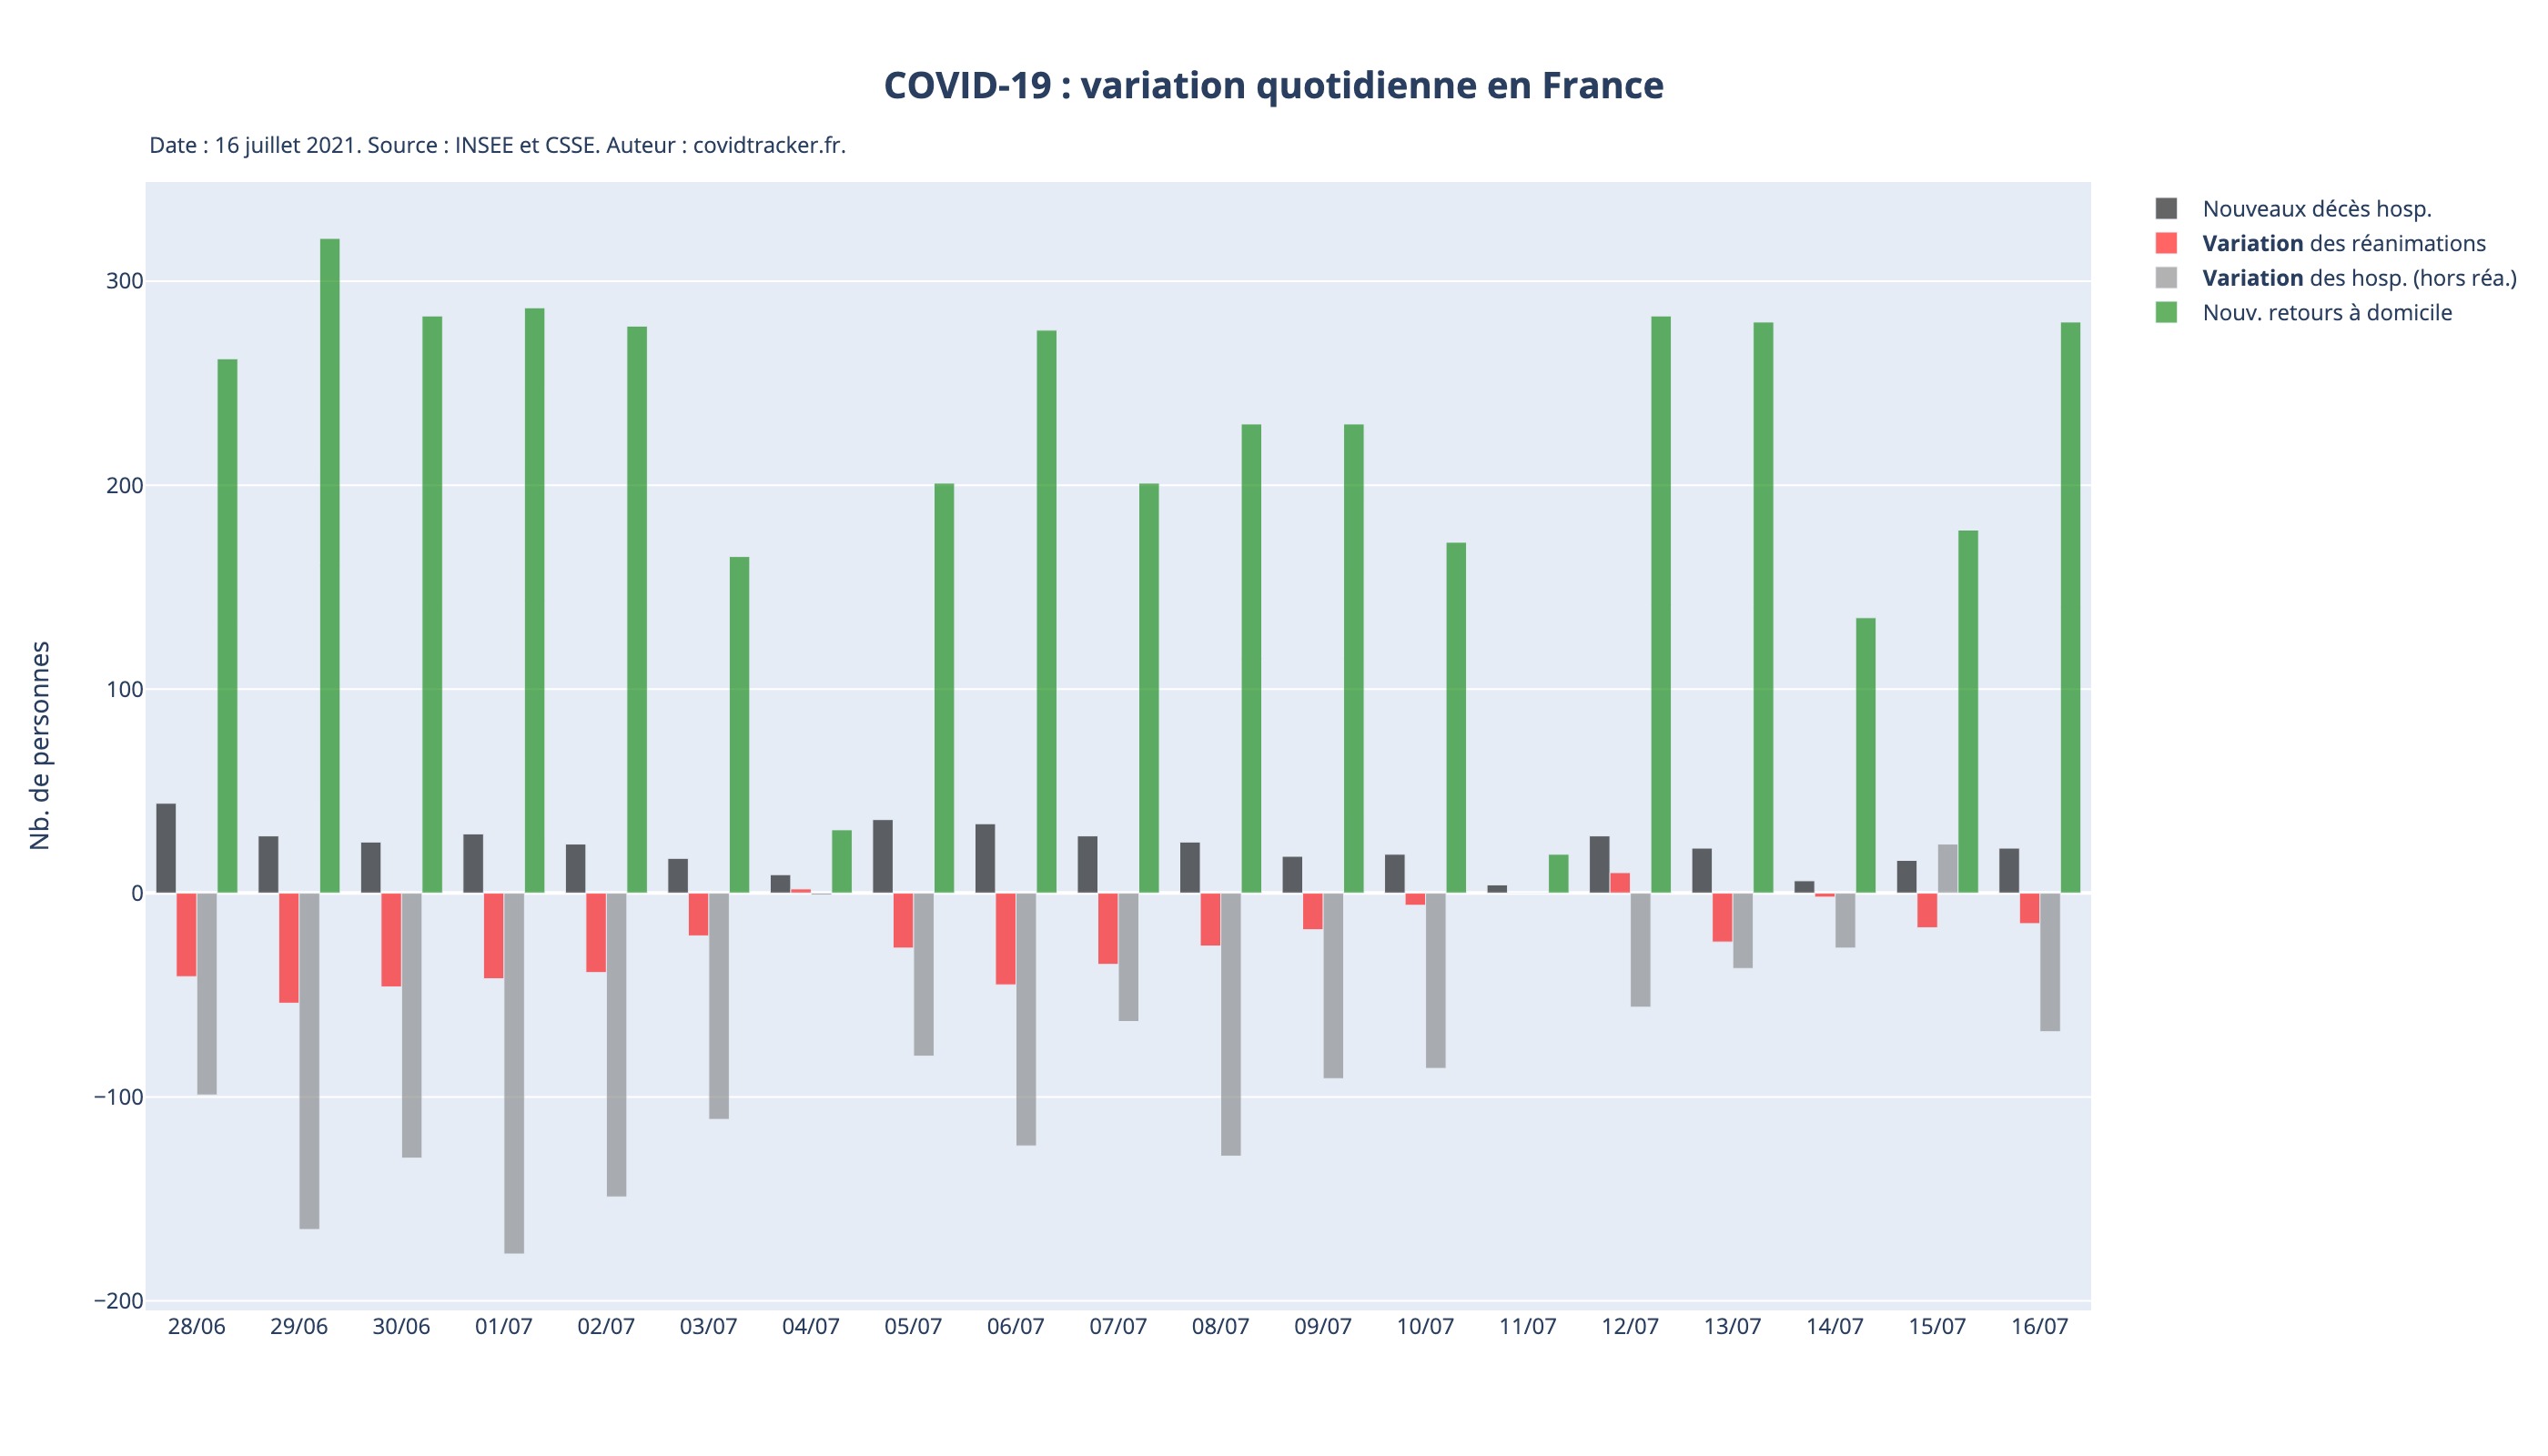 COVID-19 : variation quotidienne en France
Date : 16 juillet 2021. Source : INSEE et CSSE. Auteur : covidtracker.fr.
Nouveaux décès hosp.
Variation des réanimations
Variation des hosp. (hors réa.)
Nouv. retours à domicile
Nb. de personnes
300
200
100
0
−100
−200
28/06 29/06 30/06 01/07 02/07 03/07 04/07 05/07 06/07 07/07 08/07 09/07 10/07 11/07 12/07 13/07 14/07 15/07 16/07